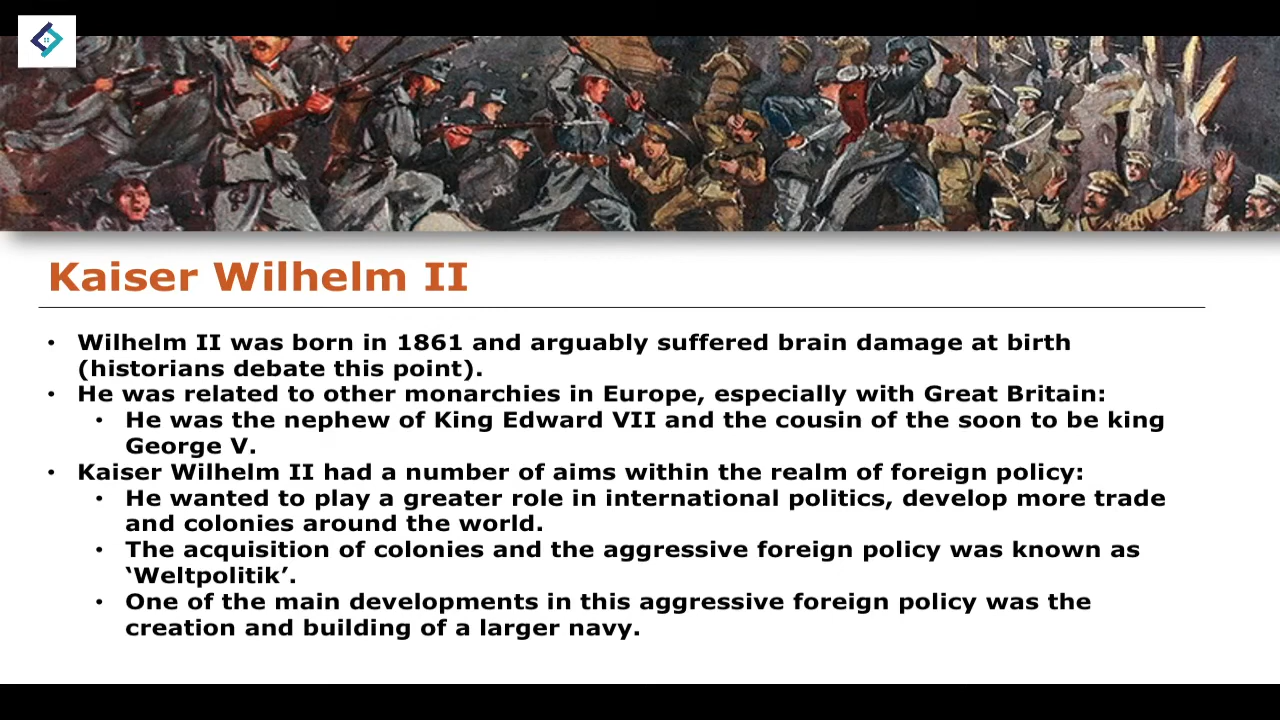 Kaiser Wilhelm II
• Wilhelm II was born in 1861 and arguably suffered brain damage at birth
(historians debate this point).
• He was related to other monarchies in Europe, especially with Great Britain:
• He was the nephew of King Edward VII and the cousin of the soon to be king
George V.
• Kaiser Wilhelm II had a number of aims within the realm of foreign policy:
• He wanted to play a greater role in international politics, develop more trade
and colonies around the world.
• The acquisition of colonies and the aggressive foreign policy was known as
‘Weltpolitik’.
• One of the main developments in this aggressive foreign policy was the
creation and building of a larger navy.